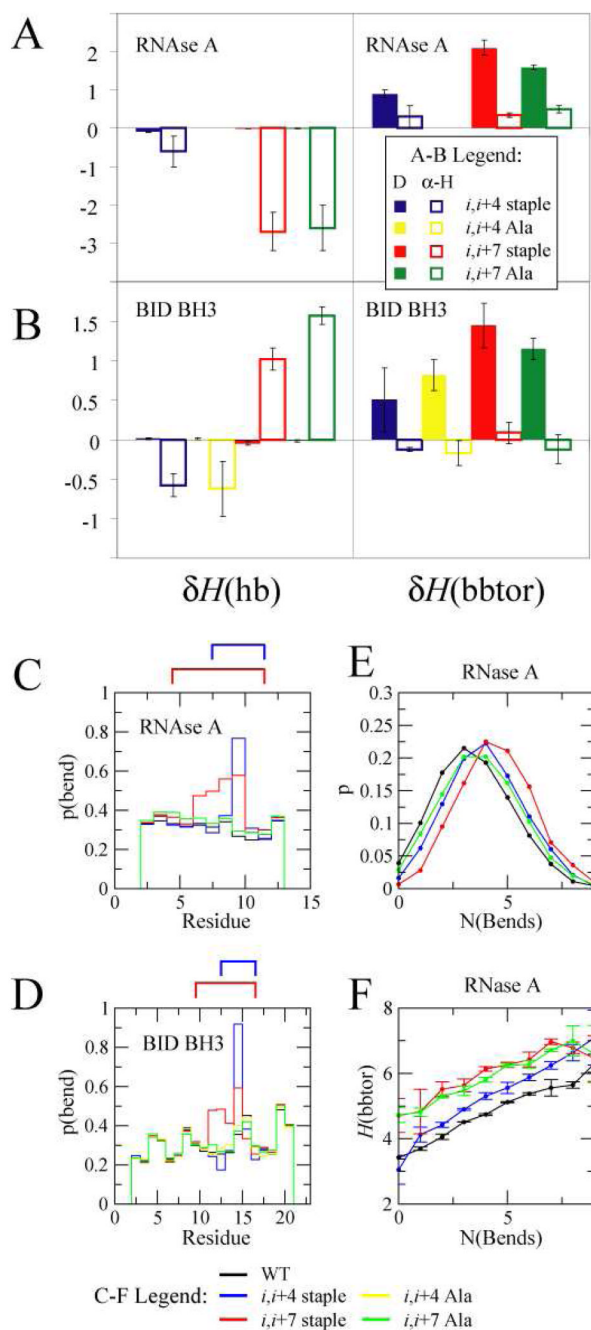 A
RNAse A
RNAse A
2
1
0
-1
-2
-3
A-B Legend:
D α-H
i,i+4 staple
i,i+4 Ala
i,i+7 staple
i,i+7 Ala
B
BID BH3
BID BH3
1.5
1
0.5
0
-0.5
-1
δH(hb)
δH(bbtor)
C
RNAse A
p(bend)
1
0.8
0.6
0.4
0.2
0
0 5 10 15
Residue
E
RNase A
p
0.3
0.25
0.2
0.15
0.1
0.05
0
0 5
N(Bends)
D
BID BH3
p(bend)
1
0.8
0.6
0.4
0.2
0
0 5 10 15 20
Residue
F
RNase A
H(bbtor)
8
6
4
2
0 5
N(Bends)
C-F Legend:
WT
i,i+4 staple
i,i+4 Ala
i,i+7 staple
i,i+7 Ala